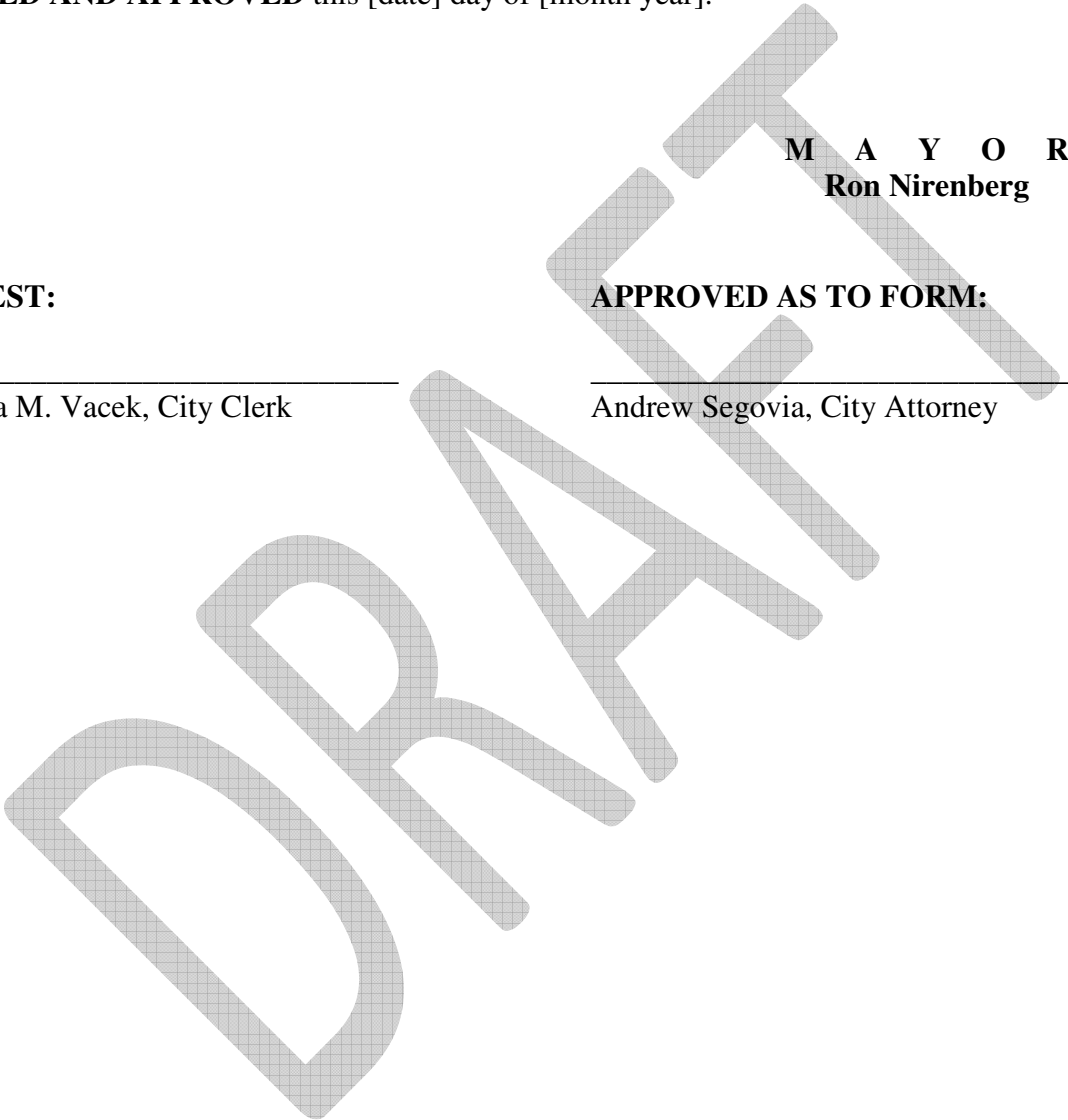 ED AND APPROVED this [date] day of [month year].
M A Y O R
Ron Nirenberg
EST:
APPROVED AS TO FORM:
a M. Vacek, City Clerk
Andrew Segovia, City Attorney
DRAFT